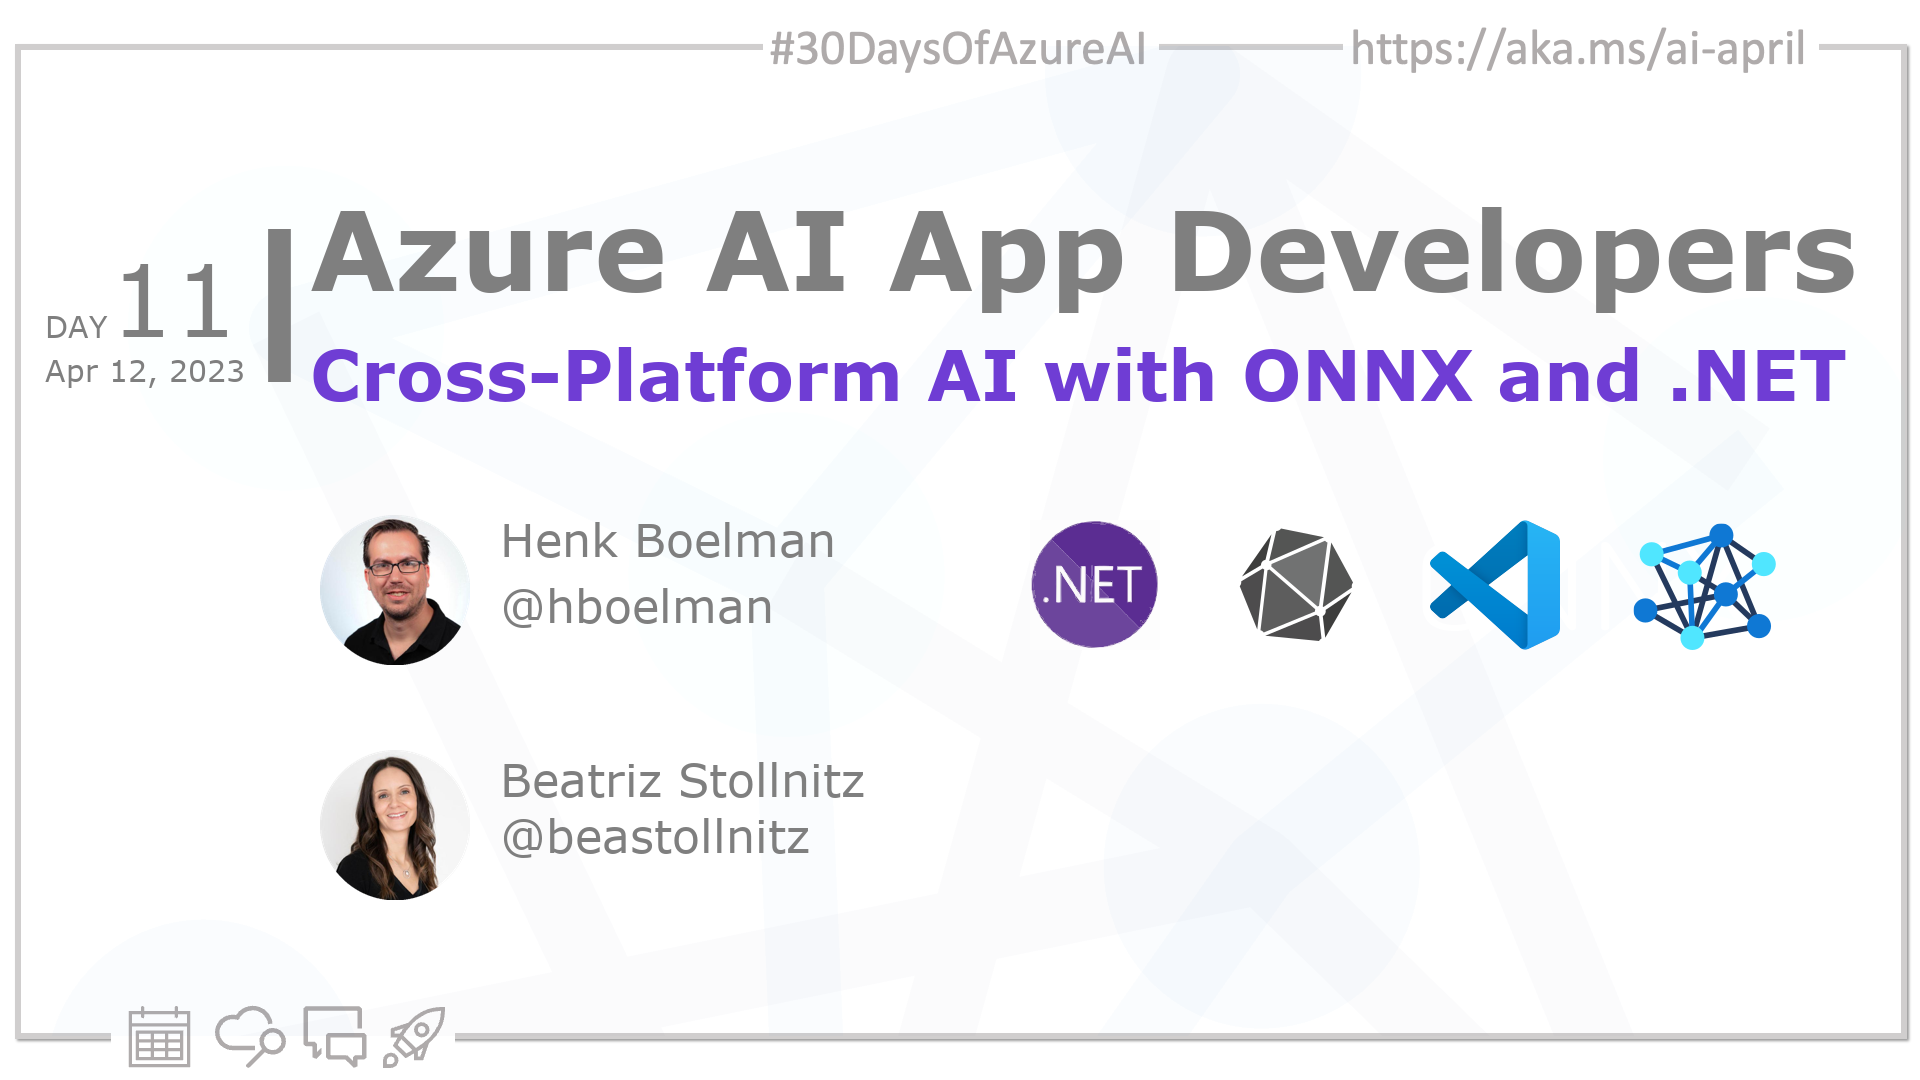 #30DaysOfAzureAI
https://aka.ms/ai-april
DAY 11
Apr 12, 2023
Azure AI App Developers
Cross-Platform AI with ONNX and .NET
Henk Boelman
@hboelman
.NET
Beatriz Stollnitz
@beastollnitz